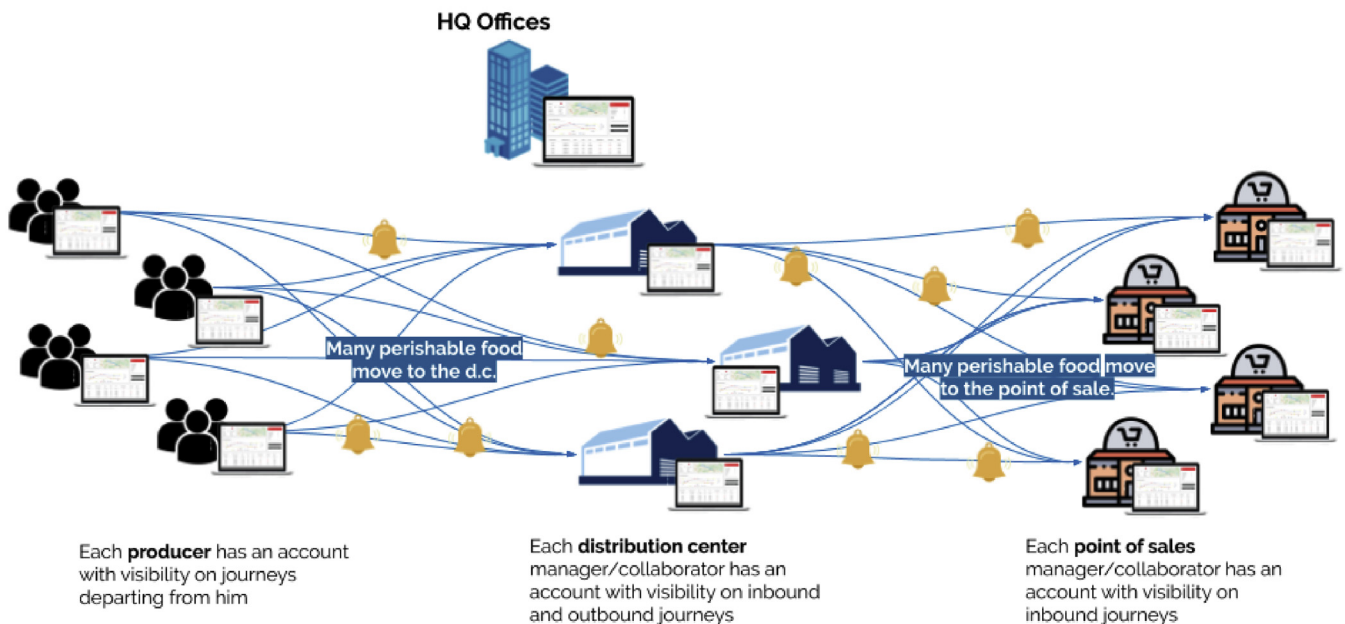 HQ Offices
Many perishable food
move to the d.c.
Many perishable food move
to the point of sale.
Each producer has an account
with visibility on journeys
departing from him
Each distribution center
manager/collaborator has an
account with visibility on inbound
and outbound journeys
Each point of sales
manager/collaborator has an
account with visibility on
inbound journeys